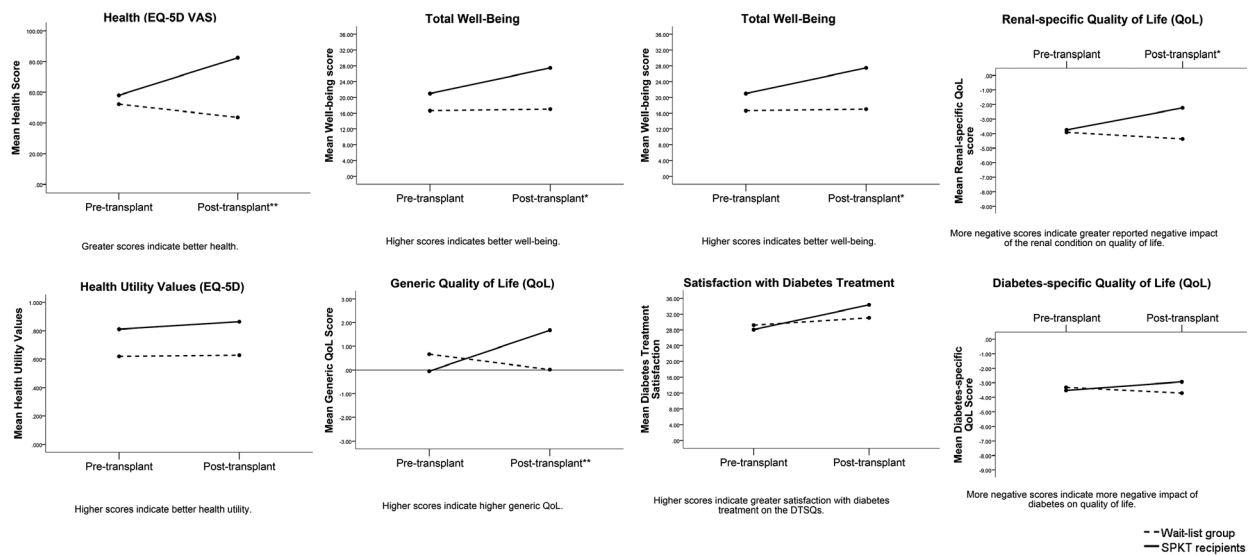 Health (EQ-5D VAS)
Mean Health Score
100.00
80.00
60.00
40.00
20.00
.00
Pre-transplant
Post-transplant**
Greater scores indicate better health.
Total Well-Being
Mean Well-being score
36.00
32.00
28.00
24.00
20.00
16.00
12.00
8.00
4.00
.00
Pre-transplant
Post-transplant*
Higher scores indicates better well-being.
Total Well-Being
Mean Well-being score
36.00
32.00
28.00
24.00
20.00
16.00
12.00
8.00
4.00
.00
Pre-transplant
Post-transplant*
Higher scores indicates better well-being.
Renal-specific Quality of Life (QoL)
Pre-transplant
Post-transplant*
Mean Renal-specific QoL
score
.00
-1.00
-2.00
-3.00
-4.00
-5.00
-6.00
-7.00
-8.00
-9.00
More negative scores indicate greater reported negative impact
of the renal condition on quality of life.
Health Utility Values (EQ-5D)
Mean Health Utility Values
1.000
.800
.600
.400
.200
.000
Pre-transplant
Post-transplant
Higher scores indicate better health utility.
Generic Quality of Life (QoL)
Mean Generic QoL Score
3.00
2.00
1.00
.00
-1.00
-2.00
-3.00
Pre-transplant
Post-transplant**
Higher scores indicate higher generic QoL.
Satisfaction with Diabetes Treatment
Mean Diabetes Treatment
Satisfaction
36.00
32.00
28.00
24.00
20.00
16.00
12.00
8.00
4.00
.00
Pre-transplant
Post-transplant
Higher scores indicate greater satisfaction with diabetes
treatment on the DTSQs.
Diabetes-specific Quality of Life (QoL)
Pre-transplant
Post-transplant
Mean Diabetes-specific
QoL Score
.00
-1.00
-2.00
-3.00
-4.00
-5.00
-6.00
-7.00
-8.00
-9.00
More negative scores indicate more negative impact of
diabetes on quality of life.
Wait-list group
SPKT recipients